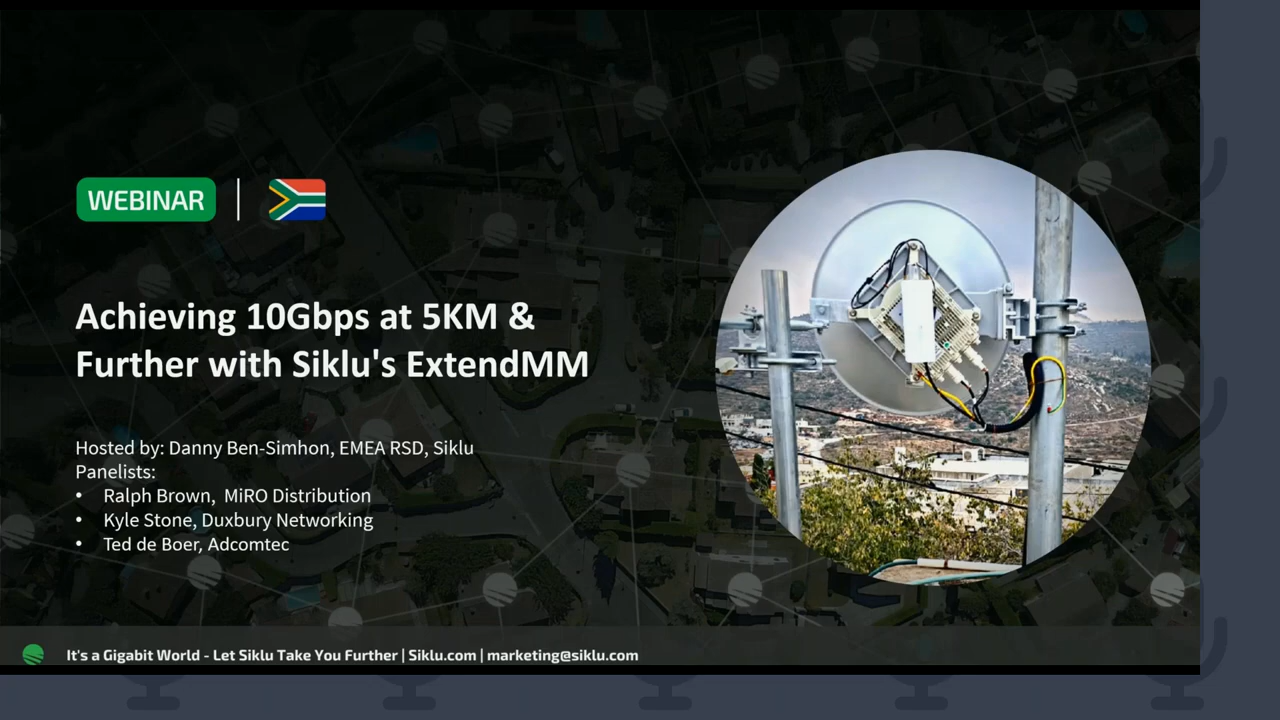 WEBINAR
Achieving 10Gbps at 5KM &
Further with Siklu's ExtendMM
Hosted by: Danny Ben-Simhon, EMEA RSD, Siklu
Panelists:
• Ralph Brown, MiRO Distribution
• Kyle Stone, Duxbury Networking
• Ted de Boer, Adcomtec
It's a Gigabit World - Let Siklu Take You Further | Siklu.com | marketing@siklu.com